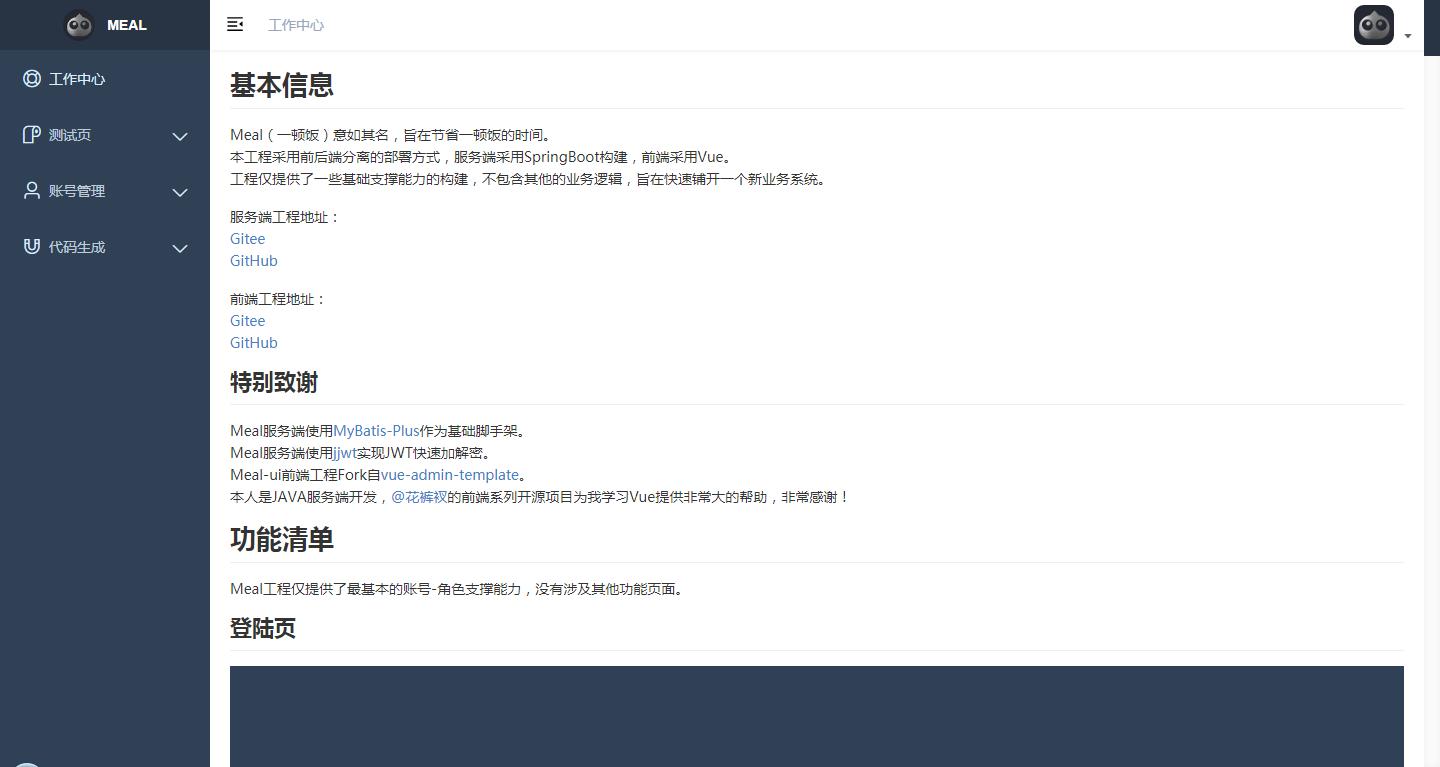 MEAL
工作中心
工作中心
测试页
账号管理
代码生成
基本信息
Meal（一顿饭）意如其名，旨在节省一顿饭的时间。
本工程采用前后端分离的部署方式，服务端采用SpringBoot构建，前端采用Vue。
工程仅提供了一些基础支撑能力的构建，不包含其他的业务逻辑，旨在快速铺开一个新业务系统。
服务端工程地址：
Gitee
GitHub
前端工程地址：
Gitee
GitHub
特别致谢
Meal服务端使用MyBatis-Plus作为基础脚手架。
Meal服务端使用jjwt实现JWT快速加解密。
Meal-ui前端工程Fork自vue-admin-template。
本人是JAVA服务端开发，@花裤衩的前端系列开源项目为我学习Vue提供非常大的帮助，非常感谢！
功能清单
Meal工程仅提供了最基本的账号-角色支撑能力，没有涉及其他功能页面。
登陆页